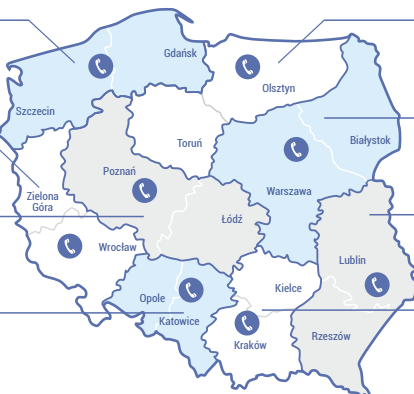 Gdańsk
Olsztyn
Szczecin
Toruń
Białystok
Poznań
Warszawa
Zielona
Góra
Łódź
Wrocław
Lublin
Kielce
Opole
Katowice
Rzeszów
Kraków